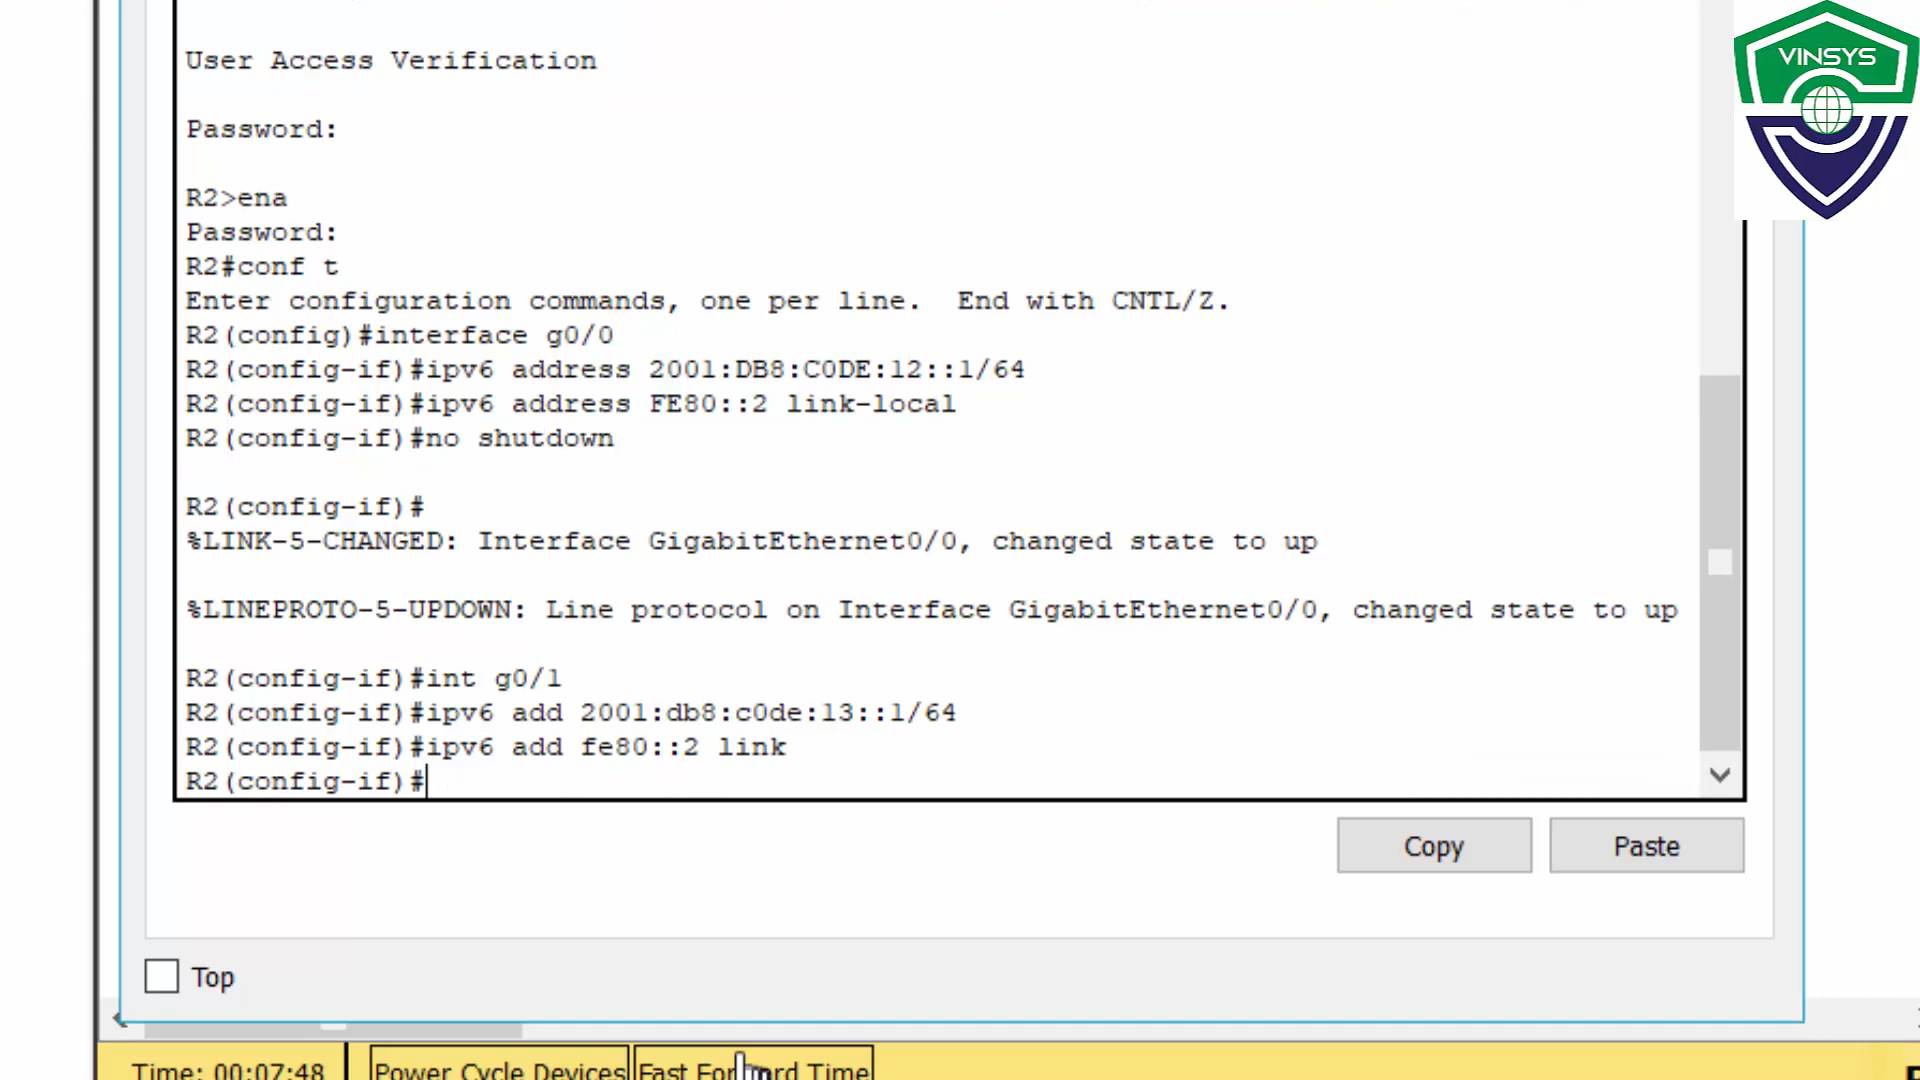 VINSYS
User Access Verification
Password:
R2>ena
Password:
R2#conf t
Enter configuration commands, one per line.  End with CNTL/Z.
R2(config)#interface g0/0
R2(config-if)#ipv6 address 2001:DB8:C0DE:12::1/64
R2(config-if)#ipv6 address FE80::2 link-local
R2(config-if)#no shutdown
R2(config-if)#
%LINK-5-CHANGED: Interface GigabitEthernet0/0, changed state to up
%LINEPROTO-5-UPDOWN: Line protocol on Interface GigabitEthernet0/0, changed state to up
R2(config-if)#int g0/1
R2(config-if)#ipv6 add 2001:db8:c0de:13::1/64
R2(config-if)#ipv6 add fe80::2 link
R2(config-if)#
Copy
Paste
Top
Time: 00:07:48
Power Cycle Devices
Fast Forward Time